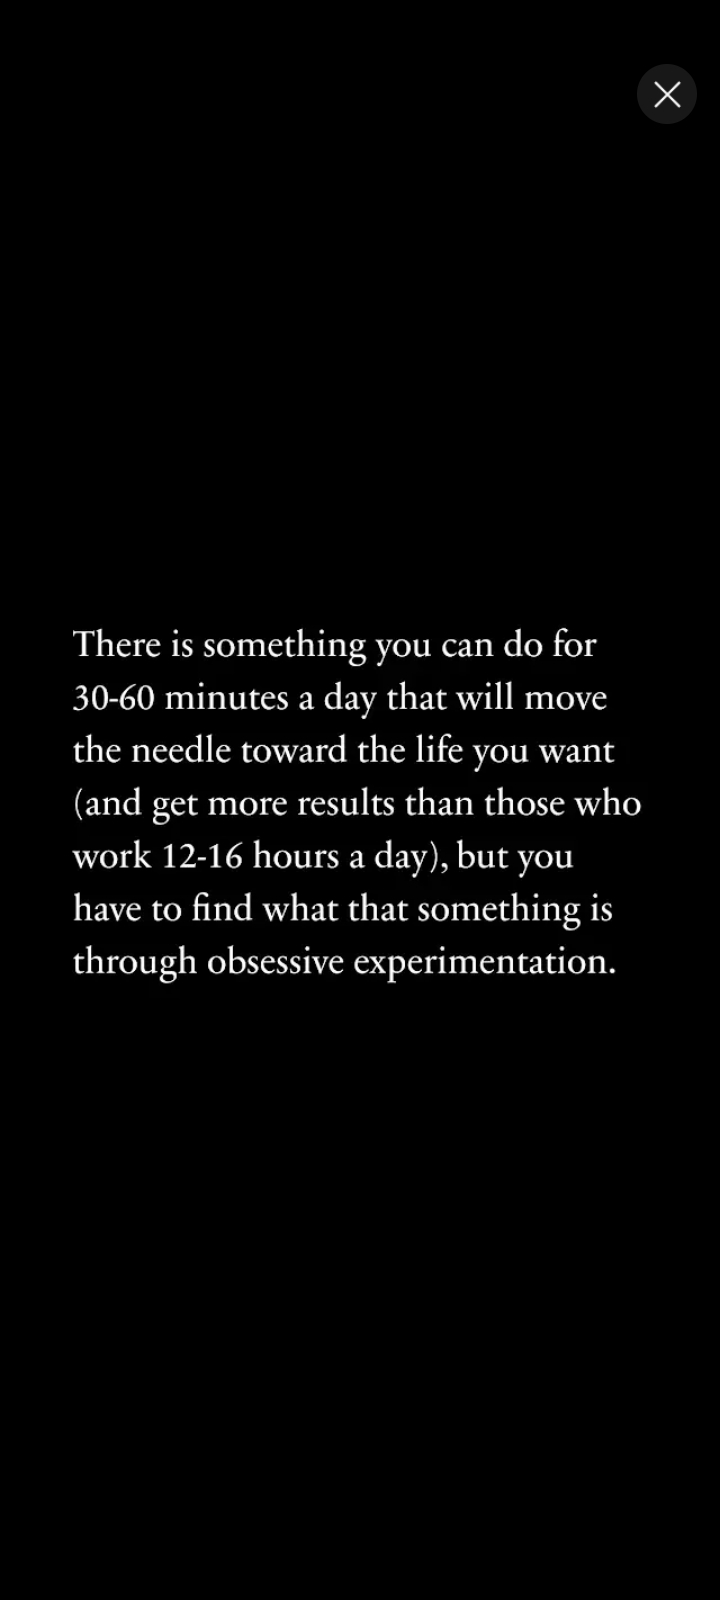 There is something you can do for
30-60 minutes a day that will move
the needle toward the life you want
(and get more results than those who
work 12-16 hours a day), but you
have to find what that something is
through obsessive experimentation.